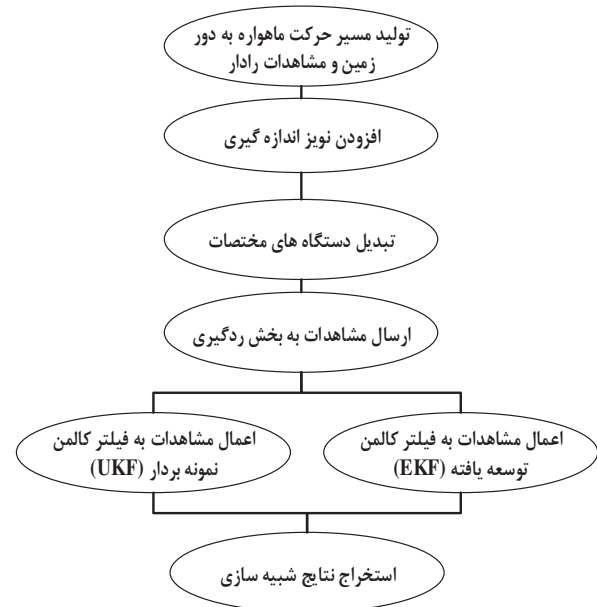 تولید مسیر حرکت ماهواره به دور
زمین و مشاهدات رادار
افزودن نویز اندازه گیری
تبدیل دستگاه های مختصات
ارسال مشاهدات به بخش ردگیری
اعمال مشاهدات به فیلتر کالمن
توسعه یافته (EKF)
اعمال مشاهدات به فیلتر کالمن
نمونه بردار (UKF)
استخراج نتایج شبیه سازی